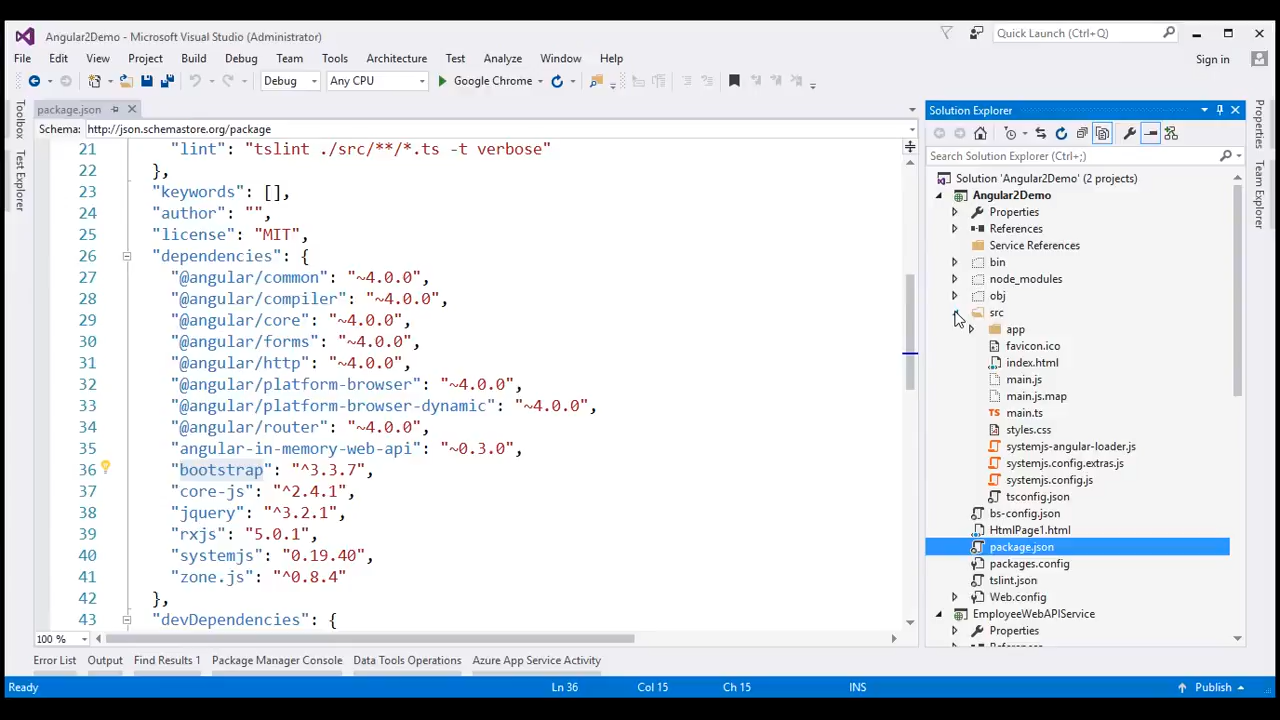 Angular2Demo - Microsoft Visual Studio (Administrator)
Quick Launch (Ctrl+Q)
File Edit View Project Build Debug Team Tools Architecture Test Analyze Window Help
Sign in
Debug Any CPU Google Chrome
Toolbox
Test Explorer
package.json
Schema: http://json.schemastore.org/package
21 "lint": "tslint ./src/**/*.ts -t verbose"
22 },
23 "keywords": [],
24 "author": "",
25 "license": "MIT",
26 "dependencies": {
27 "@angular/common": "~4.0.0",
28 "@angular/compiler": "~4.0.0",
29 "@angular/core": "~4.0.0",
30 "@angular/forms": "~4.0.0",
31 "@angular/http": "~4.0.0",
32 "@angular/platform-browser": "~4.0.0",
33 "@angular/platform-browser-dynamic": "~4.0.0",
34 "@angular/router": "~4.0.0",
35 "angular-in-memory-web-api": "~0.3.0",
36 "bootstrap": "^3.3.7",
37 "core-js": "^2.4.1",
38 "jquery": "^3.2.1",
39 "rxjs": "5.0.1",
40 "systemjs": "0.19.40",
41 "zone.js": "^0.8.4"
42 },
43 "devDependencies": {
100 %
Solution Explorer
Search Solution Explorer (Ctrl+;)
Solution 'Angular2Demo' (2 projects)
Angular2Demo
Properties
References
Service References
bin
node_modules
obj
src
app
favicon.ico
index.html
main.js
main.js.map
main.ts
styles.css
systemjs-angular-loader.js
systemjs.config.extras.js
systemjs.config.js
tsconfig.json
bs-config.json
HtmlPage1.html
package.json
packages.config
tslint.json
Web.config
EmployeeWebAPIService
Properties
Properties
Team Explorer
Error List Output Find Results 1 Package Manager Console Data Tools Operations Azure App Service Activity
Ready Ln 36 Col 15 Ch 15 INS Publish